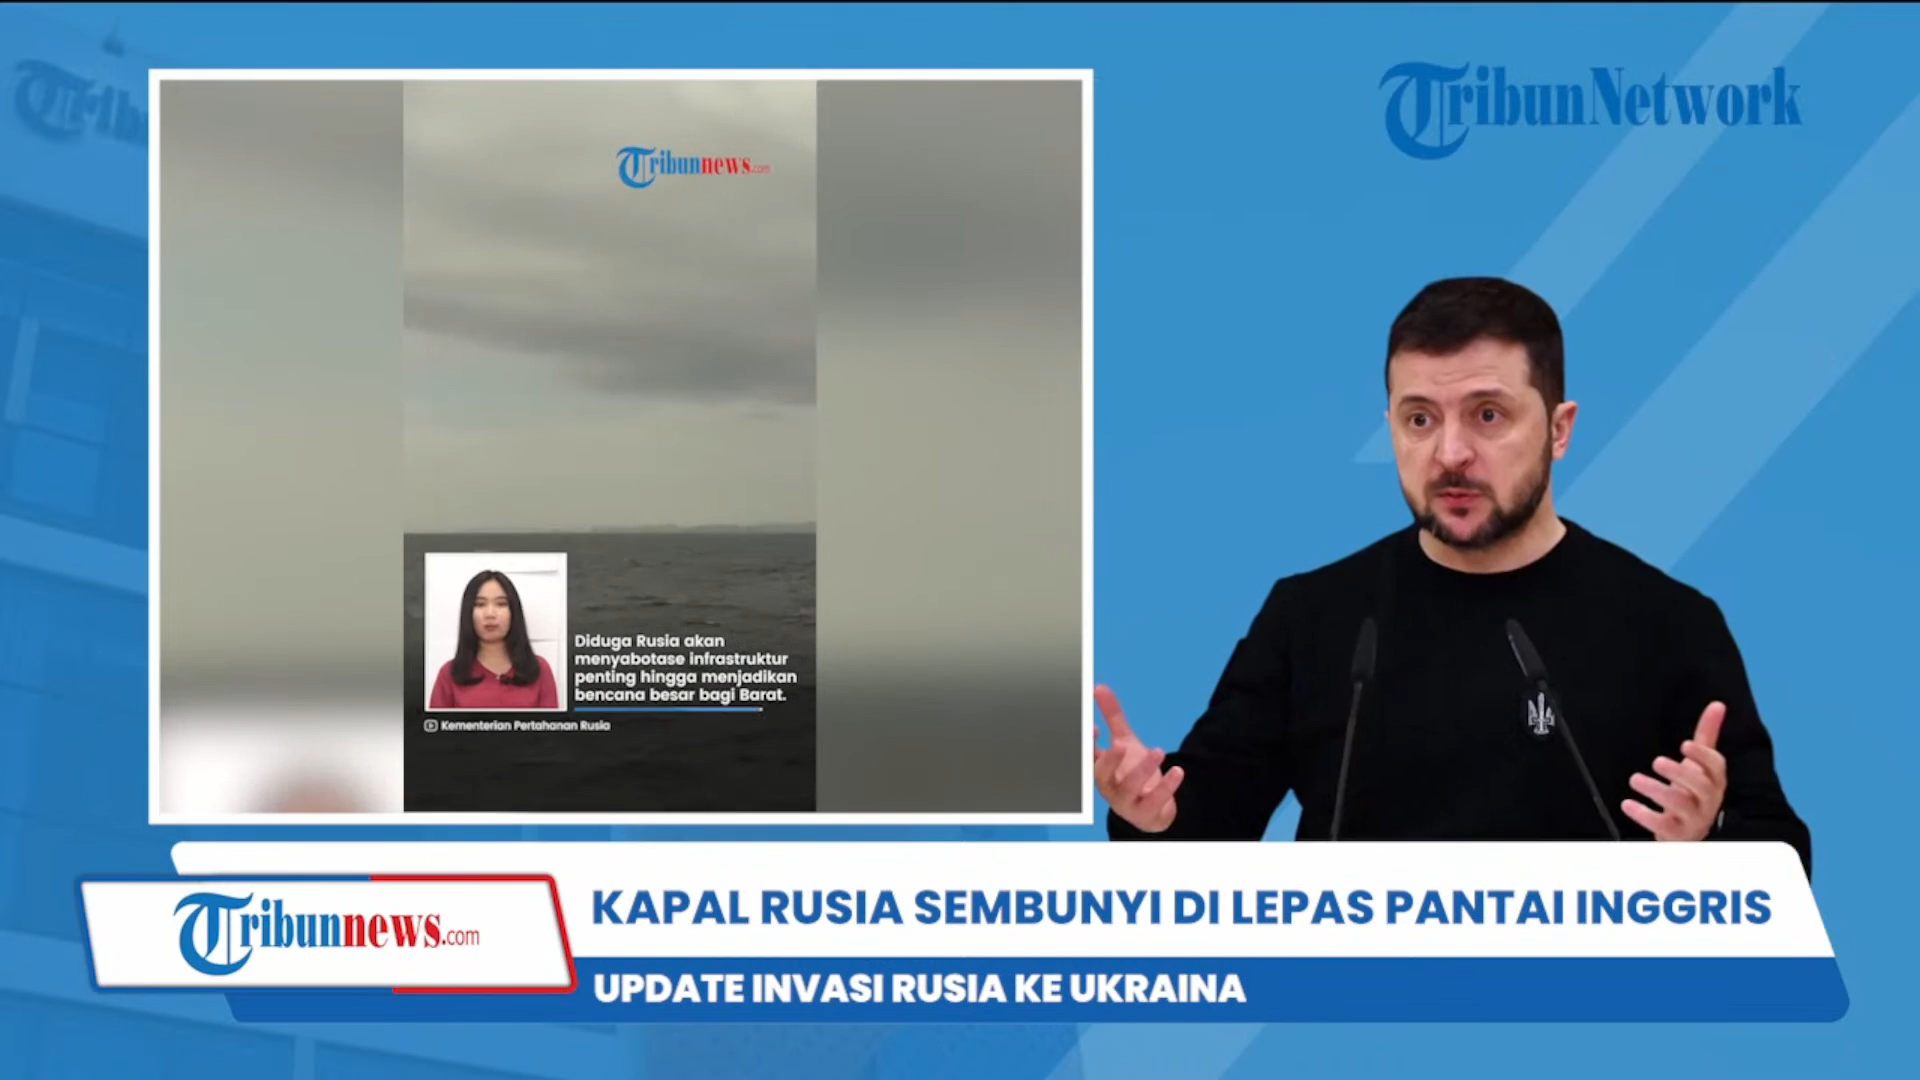 Trib
TribunNetwork
Tribunnews.com
Diduga Rusia akan
menyabotase infrastruktur
penting hingga menjadikan
bencana besar bagi Barat.
Kementerian Pertahanan Rusia
KAPAL RUSIA SEMBUNYI DI LEPAS PANTAI INGGRIS
Tribunnews.com
UPDATE INVASI RUSIA KE UKRAINA